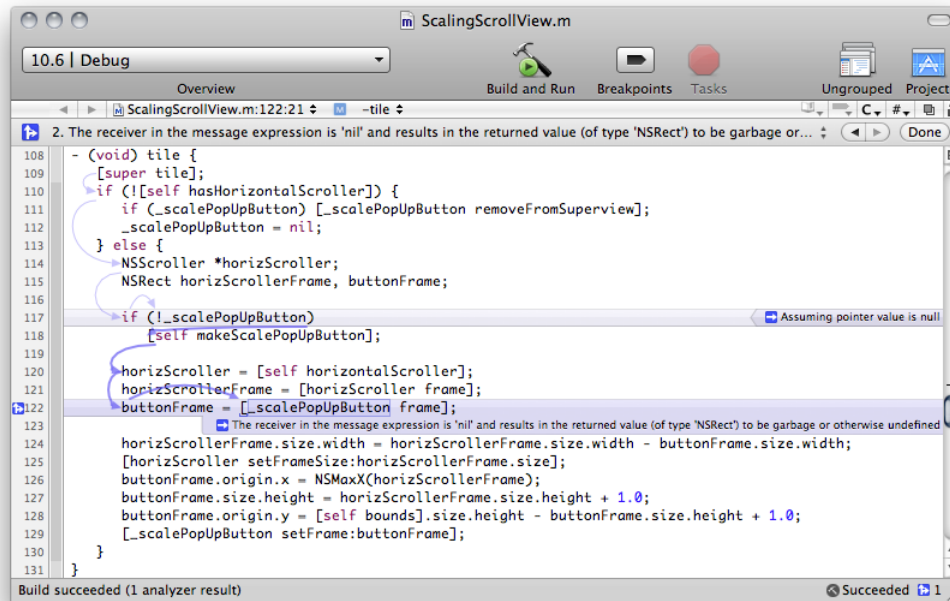 ScalingScrollView.m
10.6 | Debug
Overview
Build and Run
Breakpoints
Tasks
Ungrouped
Project
ScalingScrollView.m:122:21
M
-tile
C
#
2. The receiver in the message expression is 'nil' and results in the returned value (of type 'NSRect') to be garbage or...
Done
108 - (void) tile {
109 [super tile];
110 if (![self hasHorizontalScroller]) {
111 if (_scalePopUpButton) [_scalePopUpButton removeFromSuperview];
112 _scalePopUpButton = nil;
113 } else {
114 NSScroller *horizScroller;
115 NSRect horizScrollerFrame, buttonFrame;
116
117 if (!_scalePopUpButton)
Assuming pointer value is null
118 [self makeScalePopUpButton];
119
120 horizScroller = [self horizontalScroller];
121 horizScrollerFrame = [horizScroller frame];
122 buttonFrame = [_scalePopUpButton frame];
123 The receiver in the message expression is 'nil' and results in the returned value (of type 'NSRect') to be garbage or otherwise undefined
124 horizScrollerFrame.size.width = horizScrollerFrame.size.width - buttonFrame.size.width;
125 [horizScroller setFrameSize:horizScrollerFrame.size];
126 buttonFrame.origin.x = NSMaxX(horizScrollerFrame);
127 buttonFrame.size.height = horizScrollerFrame.size.height + 1.0;
128 buttonFrame.origin.y = [self bounds].size.height - buttonFrame.size.height + 1.0;
129 [_scalePopUpButton setFrame:buttonFrame];
130 }
131 }
Build succeeded (1 analyzer result)
Succeeded
1